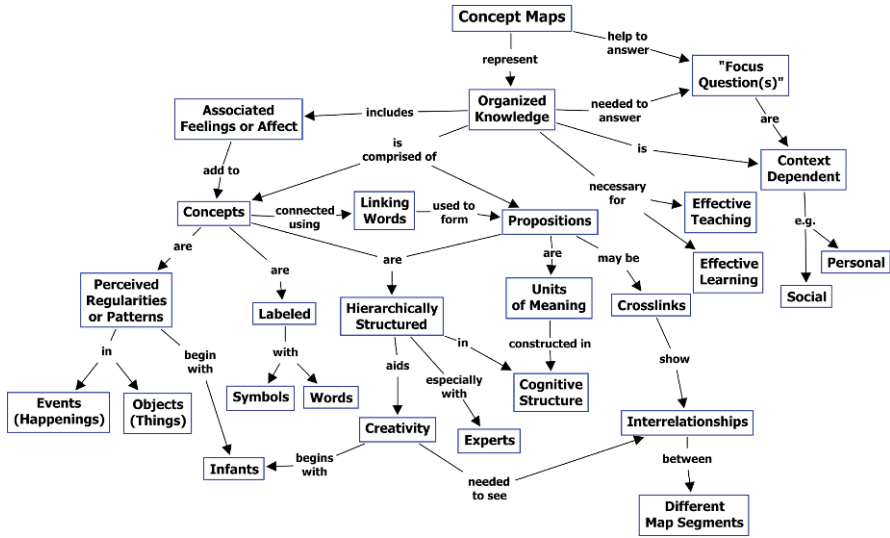 Concept Maps
help to
answer
represent
"Focus
Question(s)"
Associated
Feelings or Affect
includes
Organized
Knowledge
needed to
answer
are
is
comprised of
is
Context
Dependent
add to
necessary
for
Concepts
connected
using
Linking
Words
used to
form
Propositions
Effective
Teaching
e.g.
are
are
are
are
may be
Effective
Learning
Personal
Social
Perceived
Regularities
or Patterns
Labeled
Hierarchically
Structured
Units
of Meaning
Crosslinks
in
begin
with
with
aids
in
especially
with
constructed in
show
Events
(Happenings)
Objects
(Things)
Symbols
Words
Cognitive
Structure
Creativity
Experts
Interrelationships
Infants
begins
with
needed
to see
between
Different
Map Segments